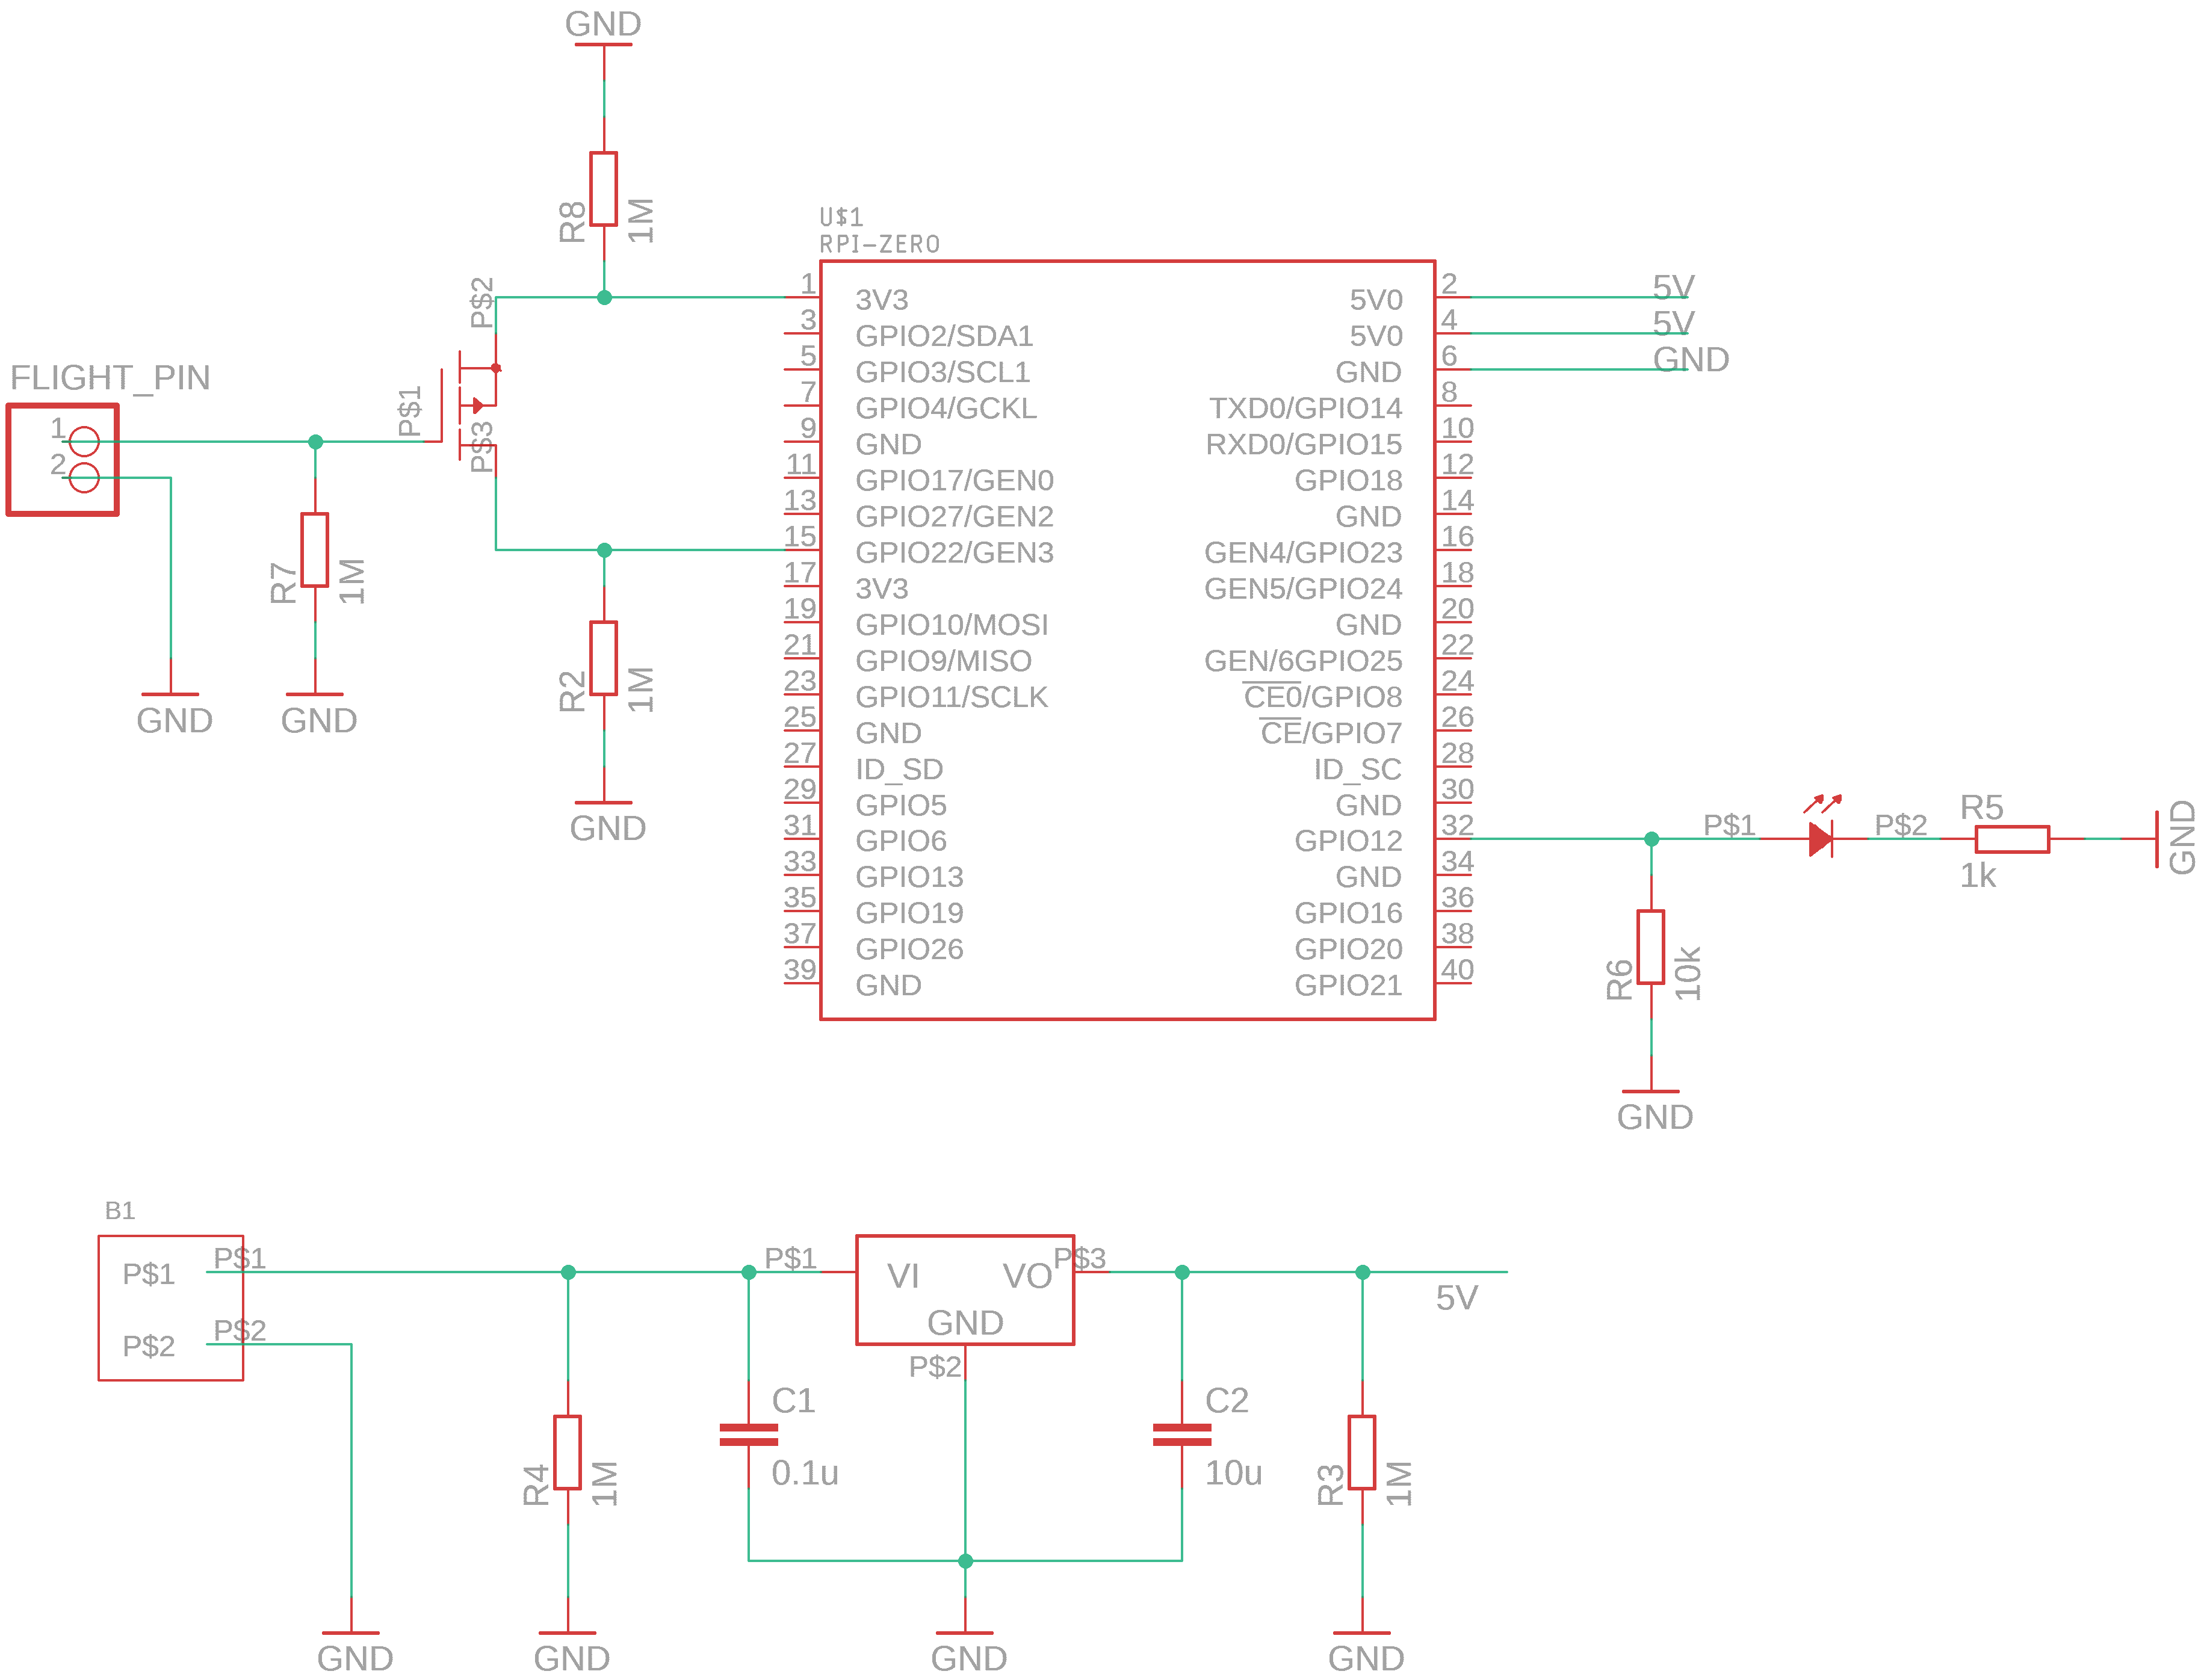 GND
R8
1M
U$1
RPI-ZERO
P$2
P$1
P$3
FLIGHT_PIN
1
2
R7
1M
GND
GND
R2
1M
GND
1 3V3 5V0 2 5V
3 GPIO2/SDA1 5V0 4 5V
5 GPIO3/SCL1 GND 6 GND
7 GPIO4/GCKL TXD0/GPIO14 8
9 GND RXD0/GPIO15 10
11 GPIO17/GEN0 GPIO18 12
13 GPIO27/GEN2 GND 14
15 GPIO22/GEN3 GEN4/GPIO23 16
17 3V3 GEN5/GPIO24 18
19 GPIO10/MOSI GND 20
21 GPIO9/MISO GEN/6GPIO25 22
23 GPIO11/SCLK CE0/GPIO8 24
25 GND CE/GPIO7 26
27 ID_SD ID_SC 28
29 GPIO5 GND 30
31 GPIO6 GPIO12 32
33 GPIO13 GND 34
35 GPIO19 GPIO16 36
37 GPIO26 GPIO20 38
39 GND GPIO21 40
P$1
P$2
R5
1k
GND
R6
10k
GND
B1
P$1 P$1
P$2 P$2
P$1
VI VO
GND
P$3
P$2
5V
R4
1M
C1
0.1u
C2
10u
R3
1M
GND
GND
GND
GND